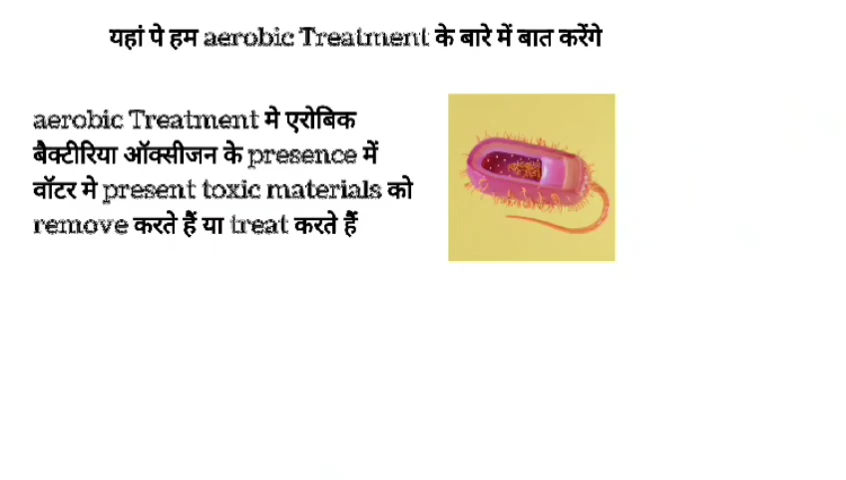 यहां पे हम aerobic Treatment के बारे में बात करेंगे
aerobic Treatment मे एरोबिक
बैक्टीरिया ऑक्सीजन के presence में
वॉटर मे present toxic materials को
remove करते हैं या treat करते हैं